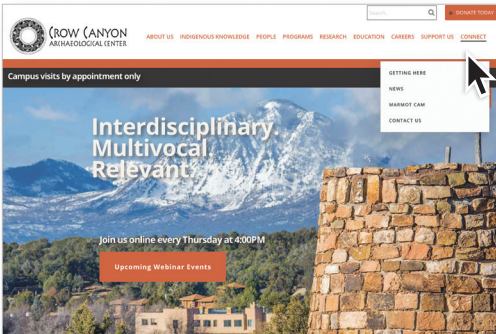 Search...
DONATE TODAY
CROW CANYON
ARCHAEOLOGICAL CENTER
ABOUT US INDIGENOUS KNOWLEDGE PEOPLE PROGRAMS RESEARCH EDUCATION CAREERS SUPPORT US CONNECT
GETTING HERE
NEWS
MARMOT CAM
CONTACT US
Campus visits by appointment only
Interdisciplinary.
Multivocal.
Relevant.
Join us online every Thursday at 4:00PM
Upcoming Webinar Events